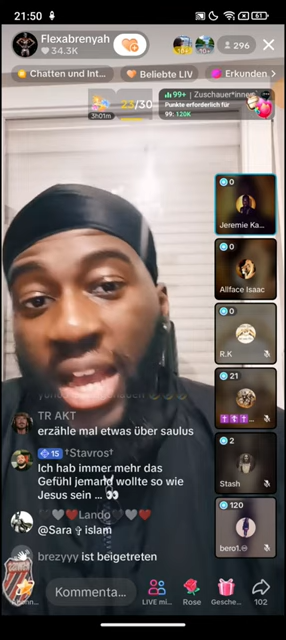 21:50
61
Flexabrenyah
34.3K
18+
10+
296
Chatten und Int...
Beliebte LIV
Erkunden
3h01m
23/30
99+ | Zuschauer*innen
Punkte erforderlich für
99: 120K
0
Jeremie Ka...
0
Allface Isaac
0
R.K
21
2
Stash
120
bero1.
TR AKT
erzähle mal etwas über saulus
15 †Stavros†
Ich hab immer mehr das
Gefühl jemand wollte so wie
Jesus sein ...
Lando
@Sara islam
brezyyy ist beigetreten
Kommenta...
LIVE mi...
Rose
Gesche...
102